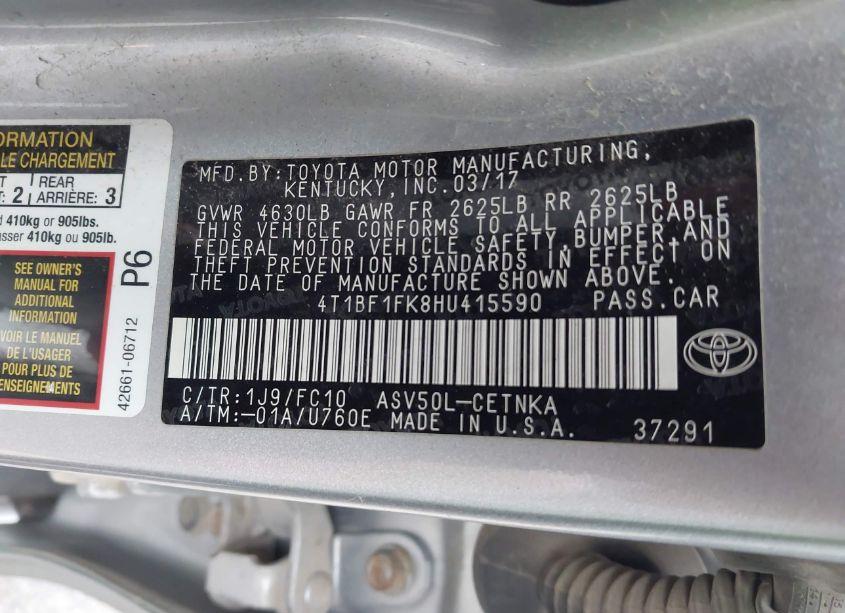 ORMATION
LE CHARGEMENT
REAR
2 ARRIÈRE: 3
410kg or 905lbs.
sser 410kg ou 905lb.
SEE OWNER'S
MANUAL FOR
ADDITIONAL
INFORMATION
VOIR LE MANUEL
DE L'USAGER
POUR PLUS DE
RENSEIGNEMENTS
P6
42661-06712
MFD.BY:TOYOTA MOTOR MANUFACTURING,
KENTUCKY, INC.03/17
GVWR 4630LB GAWR FR 2625LB RR 2625LB
THIS VEHICLE CONFORMS TO ALL APPLICABLE
FEDERAL MOTOR VEHICLE SAFETY,BUMPER,AND
THEFT PREVENTION STANDARDS IN EFFECT ON
THE DATE OF MANUFACTURE SHOWN ABOVE.
4T1BF1FK8HU415590 PASS.CAR
C/TR:1J9/FC10 ASV50L-CETNKA
A/TM:-01A/U760E MADE IN U.S.A. 37291